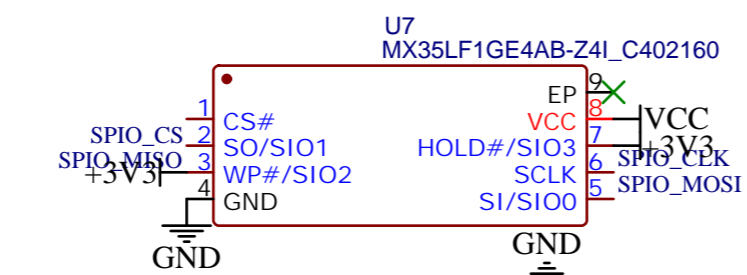 U7
MX35LF1GE4AB-Z4I_C402160
9
EP
1
CS#
VCC
8
VCC
SPIO_CS
2
SO/SIO1
HOLD#/SIO3
7
+3V3
SPIO_MISO
+3V3
3
WP#/SIO2
SCLK
6
SPIO_CLK
4
GND
SI/SIO0
5
SPIO_MOSI
GND
GND